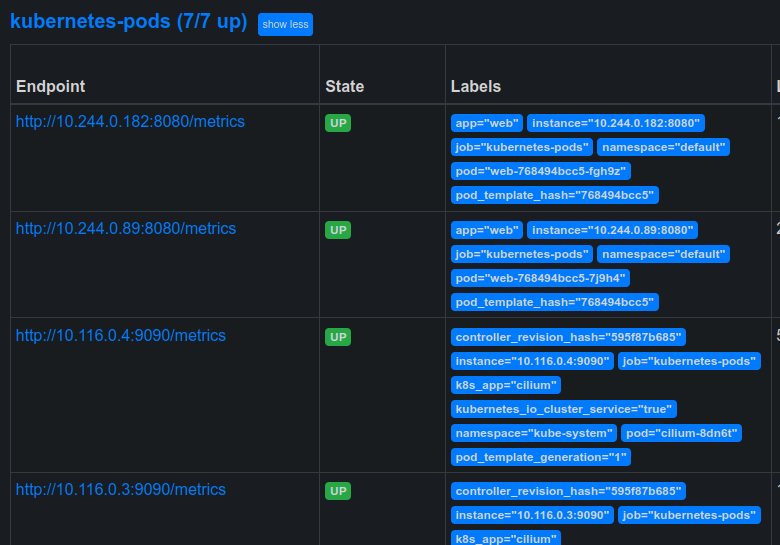 kubernetes-pods (7/7 up) show less
Endpoint State Labels
http://10.244.0.182:8080/metrics UP app="web" instance="10.244.0.182:8080"
job="kubernetes-pods" namespace="default"
pod="web-768494bcc5-fgh9z"
pod_template_hash="768494bcc5"
http://10.244.0.89:8080/metrics UP app="web" instance="10.244.0.89:8080"
job="kubernetes-pods" namespace="default"
pod="web-768494bcc5-7j9h4"
pod_template_hash="768494bcc5"
http://10.116.0.4:9090/metrics UP controller_revision_hash="595f87b685"
instance="10.116.0.4:9090" job="kubernetes-pods"
k8s_app="cilium"
kubernetes_io_cluster_service="true"
namespace="kube-system" pod="cilium-8dn6t"
pod_template_generation="1"
http://10.116.0.3:9090/metrics UP controller_revision_hash="595f87b685"
instance="10.116.0.3:9090" job="kubernetes-pods"
k8s_app="cilium"